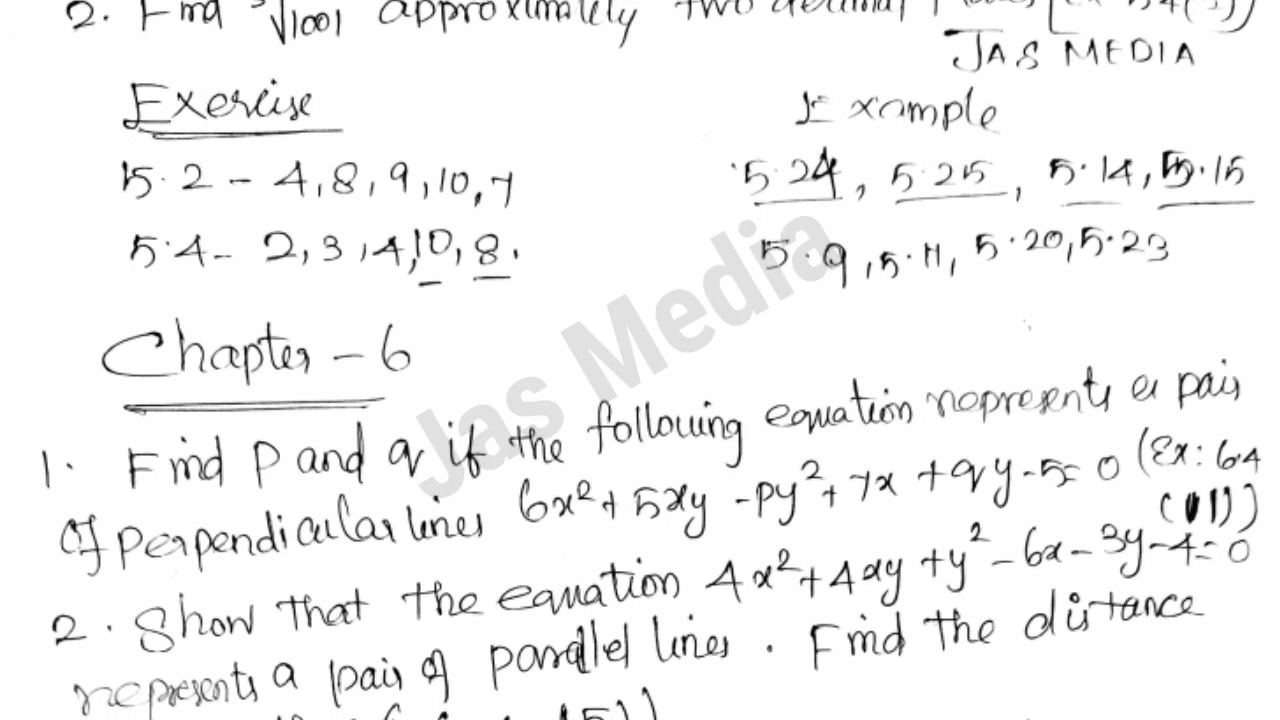 2. Find ³√1001 approximately two decimal
JAS MEDIA
Exercise
5.2 - 4, 8, 9, 10, 7
5.4 - 2, 3, 4, 10, 8.
Example
5.24, 5.25, 5.14, 5.15
5.9, 5.11, 5.20, 5.23
Jas Media
Chapter - 6
1. Find P and q if the following equation represents a pair
of perpendicular lines 6x² + 5xy - py² + 7x + qy - 5 = 0 (Ex: 6.4
(11))
2. Show that the equation 4x² + 4xy + y² - 6x - 3y - 4 = 0
represents a pair of parallel lines. Find the distance